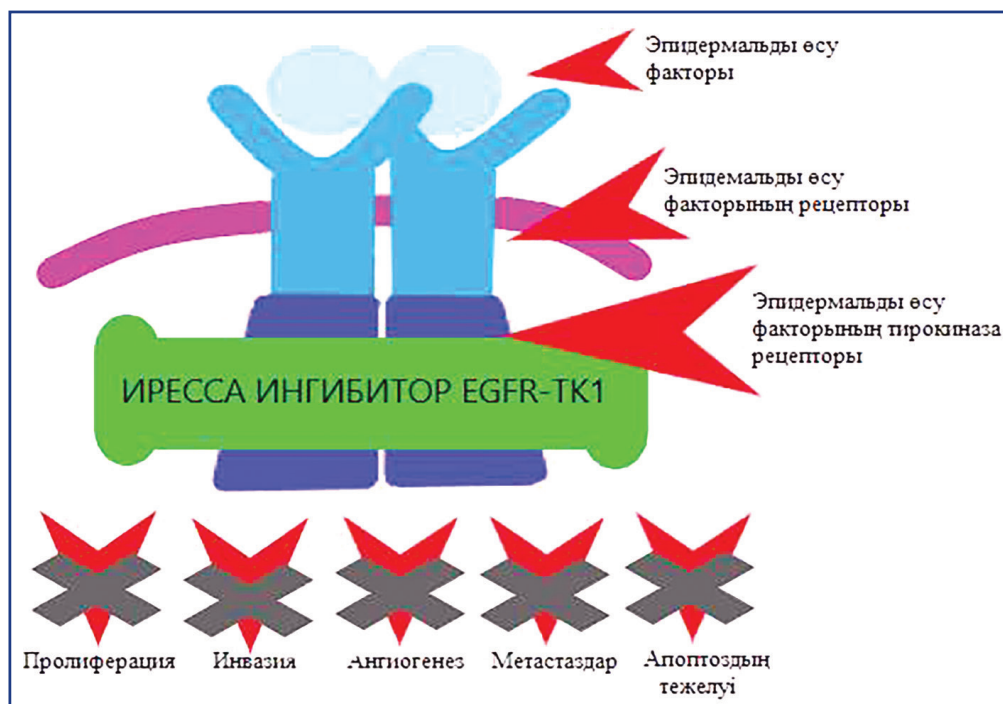 Эпидермальды өсу
факторы
Эпидемальды өсу
факторының рецепторы
Эпидермальды өсу
факторының тирокиназа
рецепторы
ИРЕССА ИНГИБИТОР EGFR-TK1
Пролиферация
Инвазия
Ангиогенез
Метастаздар
Апоптоздың
тежелуі